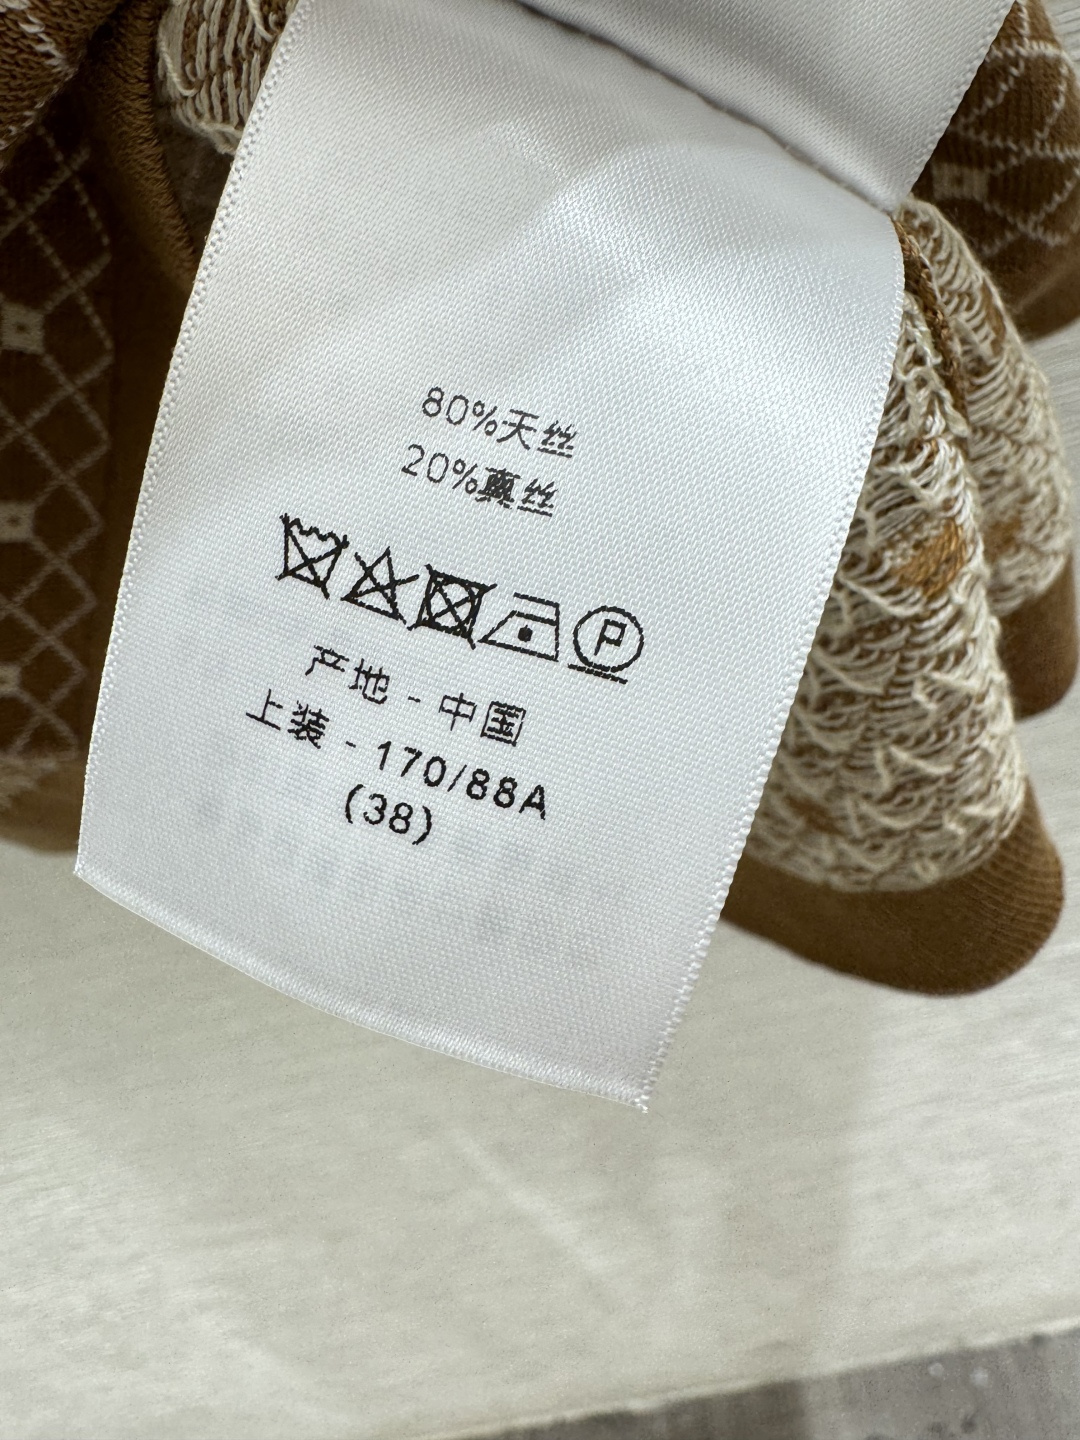 80%天丝
20%真丝
P
产地 - 中国
上装 - 170/88A
(38)